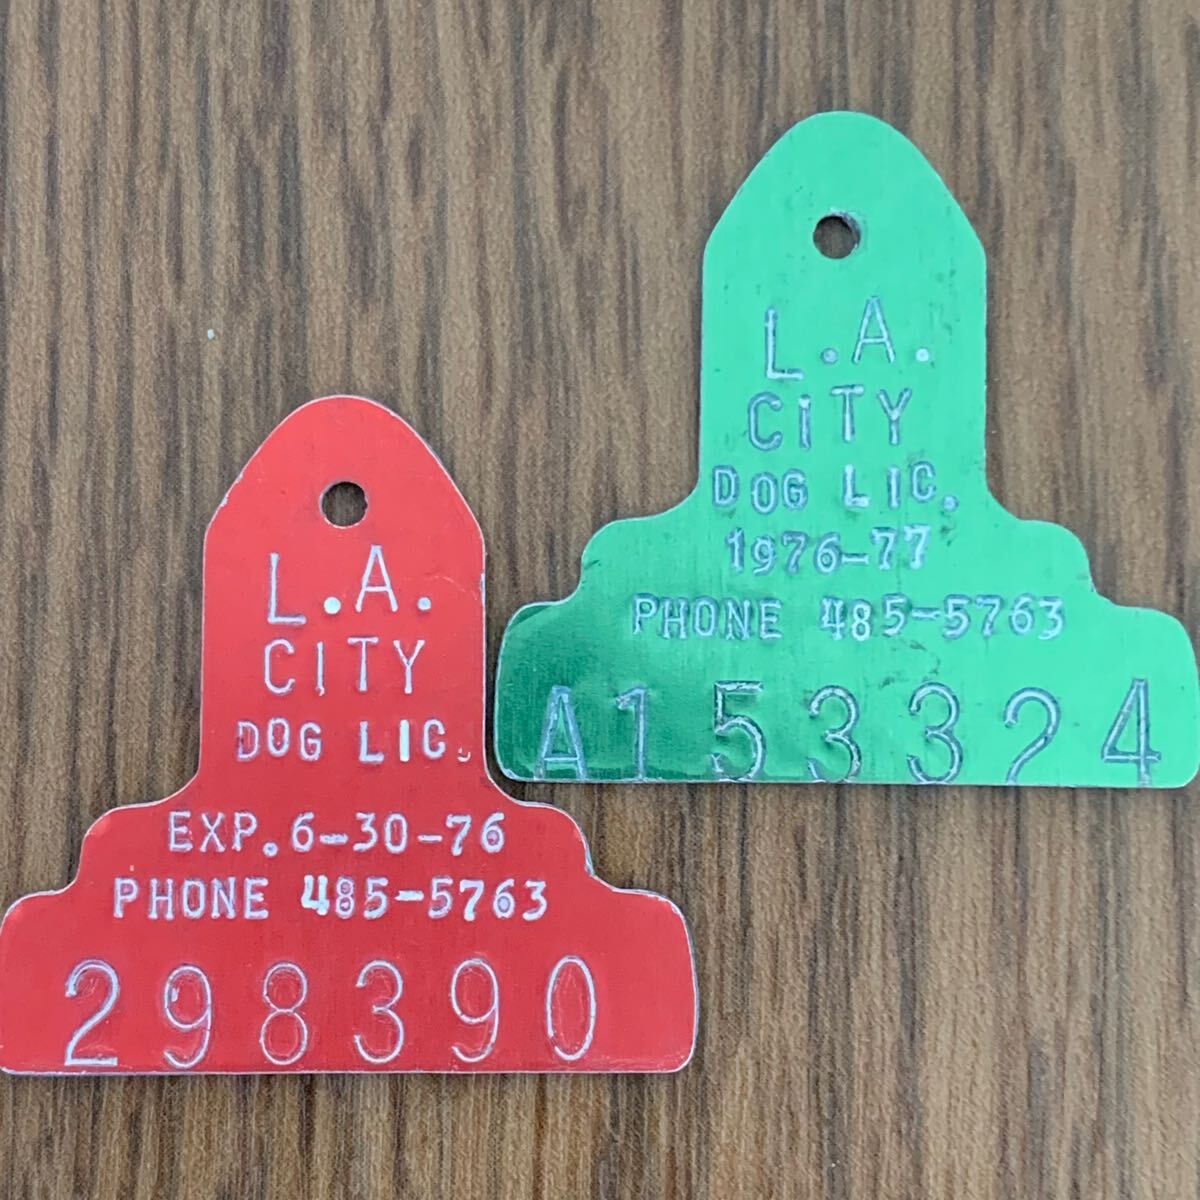 L.A.
CITY
DOG LIC.
EXP. 6-30-76
PHONE 485-5763
298390
L.A.
CITY
DOG LIC.
1976-77
PHONE 485-5763
A153324